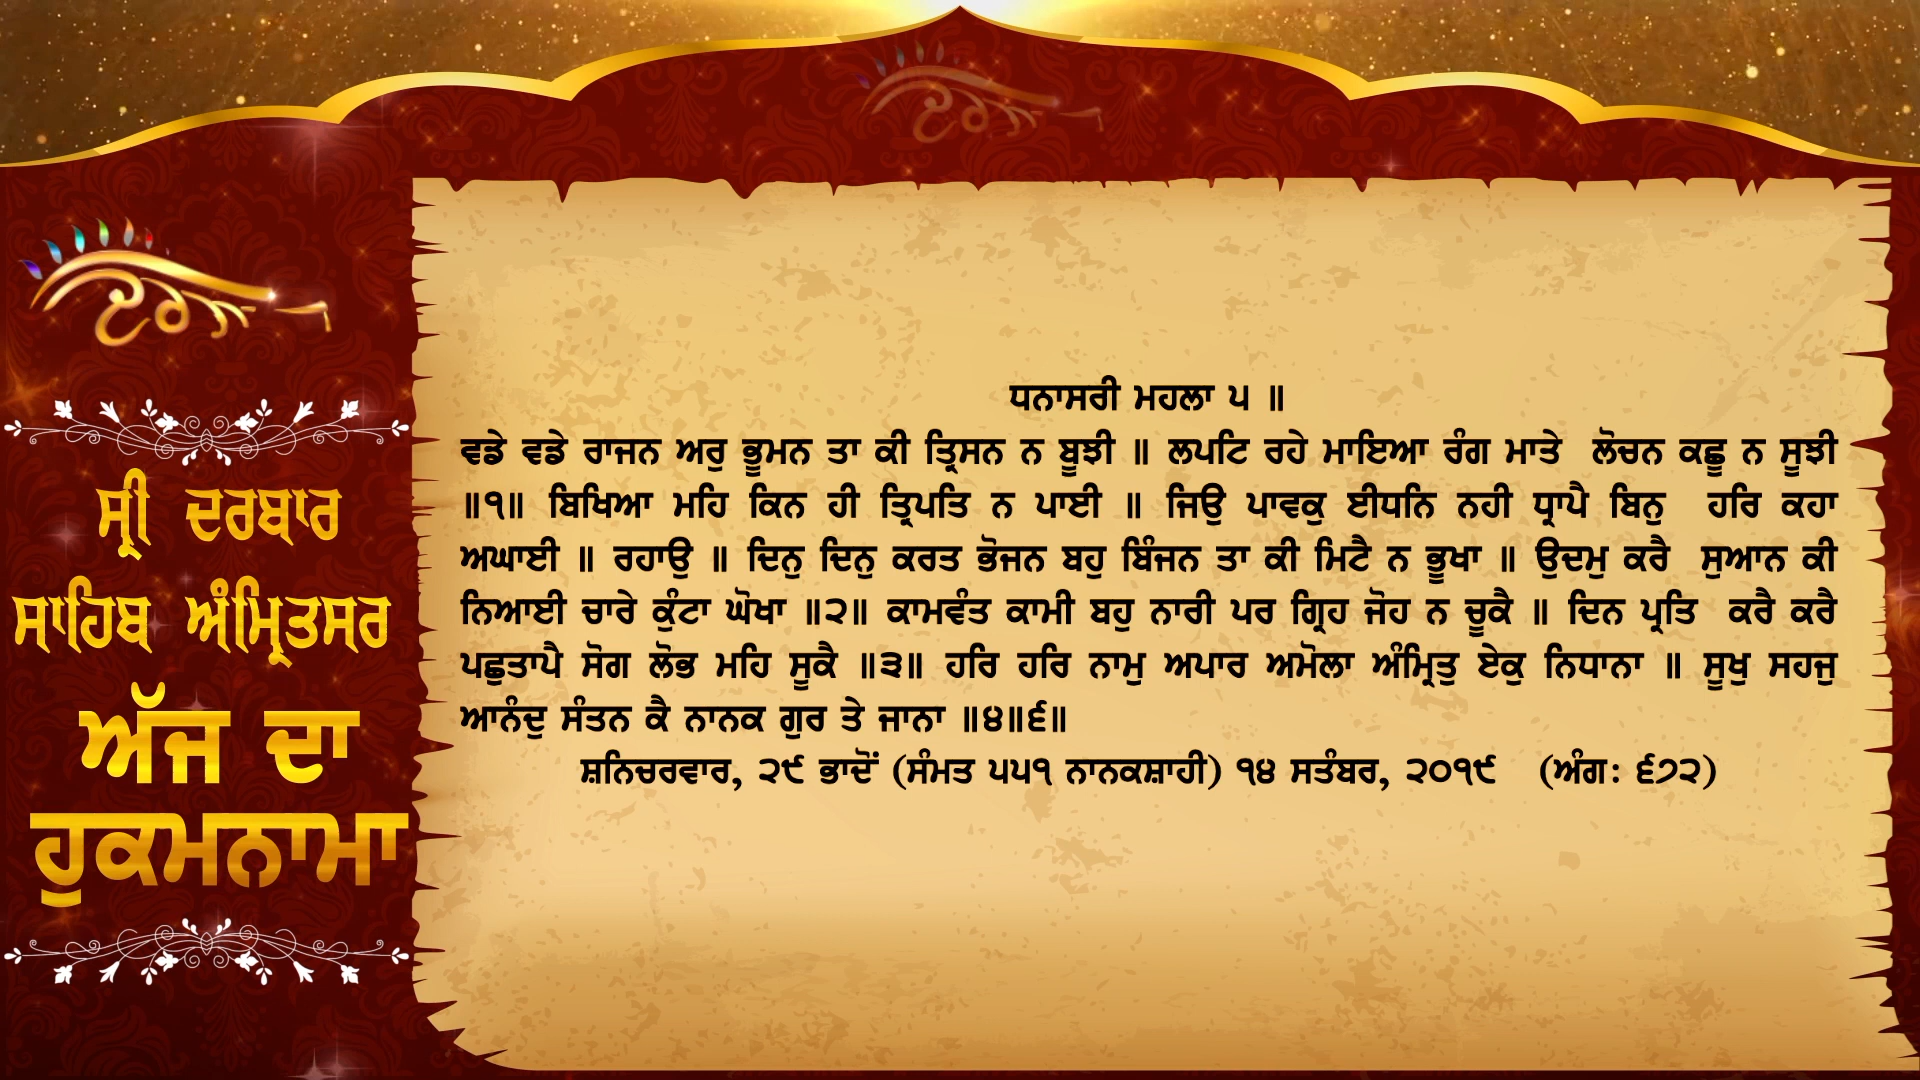 ਸ੍ਰੀ ਦਰਬਾਰ
ਸਾਹਿਬ ਅੰਮ੍ਰਿਤਸਰ
ਅੱਜ ਦਾ
ਹੁਕਮਨਾਮਾ
ਧਨਾਸਰੀ ਮਹਲਾ ੫ ॥
ਵਡੇ ਵਡੇ ਰਾਜਨ ਅਰੁ ਭੂਮਨ ਤਾ ਕੀ ਤ੍ਰਿਸਨ ਨ ਬੂਝੀ ॥ ਲਪਟਿ ਰਹੇ ਮਾਇਆ ਰੰਗ ਮਾਤੇ ਲੋਚਨ ਕਛੂ ਨ ਸੂਝੀ
॥੧॥ ਬਿਖਿਆ ਮਹਿ ਕਿਨ ਹੀ ਤ੍ਰਿਪਤਿ ਨ ਪਾਈ ॥ ਜਿਉ ਪਾਵਕੁ ਈਧਨਿ ਨਹੀ ਧ੍ਰਾਪੈ ਬਿਨੁ ਹਰਿ ਕਹਾ
ਅਘਾਈ ॥ ਰਹਾਉ ॥ ਦਿਨੁ ਦਿਨੁ ਕਰਤ ਭੋਜਨ ਬਹੁ ਬਿੰਜਨ ਤਾ ਕੀ ਮਿਟੈ ਨ ਭੂਖਾ ॥ ਉਦਮੁ ਕਰੈ ਸੁਆਨ ਕੀ
ਨਿਆਈ ਚਾਰੇ ਕੁੰਟਾ ਘੋਖਾ ॥੨॥ ਕਾਮਵੰਤ ਕਾਮੀ ਬਹੁ ਨਾਰੀ ਪਰ ਗ੍ਰਿਹ ਜੋਹ ਨ ਚੂਕੈ ॥ ਦਿਨ ਪ੍ਰਤਿ ਕਰੈ ਕਰੈ
ਪਛੁਤਾਪੈ ਸੋਗ ਲੋਭ ਮਹਿ ਸੂਕੈ ॥੩॥ ਹਰਿ ਹਰਿ ਨਾਮੁ ਅਪਾਰ ਅਮੋਲਾ ਅੰਮ੍ਰਿਤੁ ਏਕੁ ਨਿਧਾਨਾ ॥ ਸੂਖੁ ਸਹਜੁ
ਆਨੰਦੁ ਸੰਤਨ ਕੈ ਨਾਨਕ ਗੁਰ ਤੇ ਜਾਨਾ ॥੪॥੬॥
ਸ਼ਨਿਚਰਵਾਰ, ੨੯ ਭਾਦੋਂ (ਸੰਮਤ ੫੫੧ ਨਾਨਕਸ਼ਾਹੀ) ੧੪ ਸਤੰਬਰ, ੨੦੧੯ (ਅੰਗ: ੬੭੨)